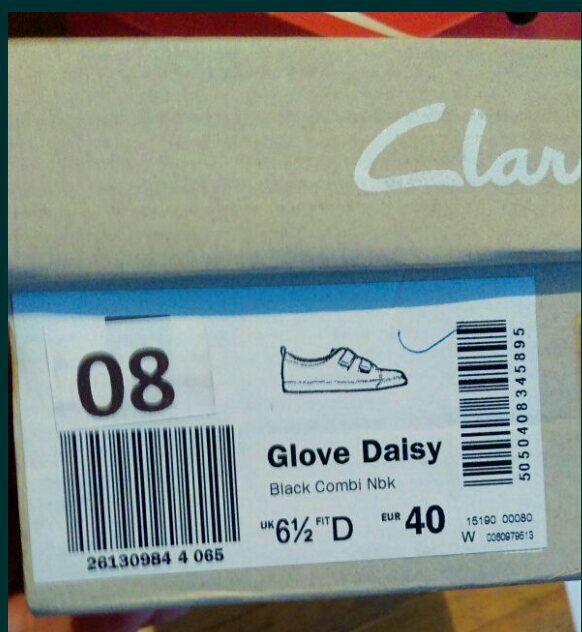 Clar
08
26130984 4 065
Glove Daisy
Black Combi Nbk
UK 6½ FIT D EUR 40
5050408345895
15190 00080
W 0060979513